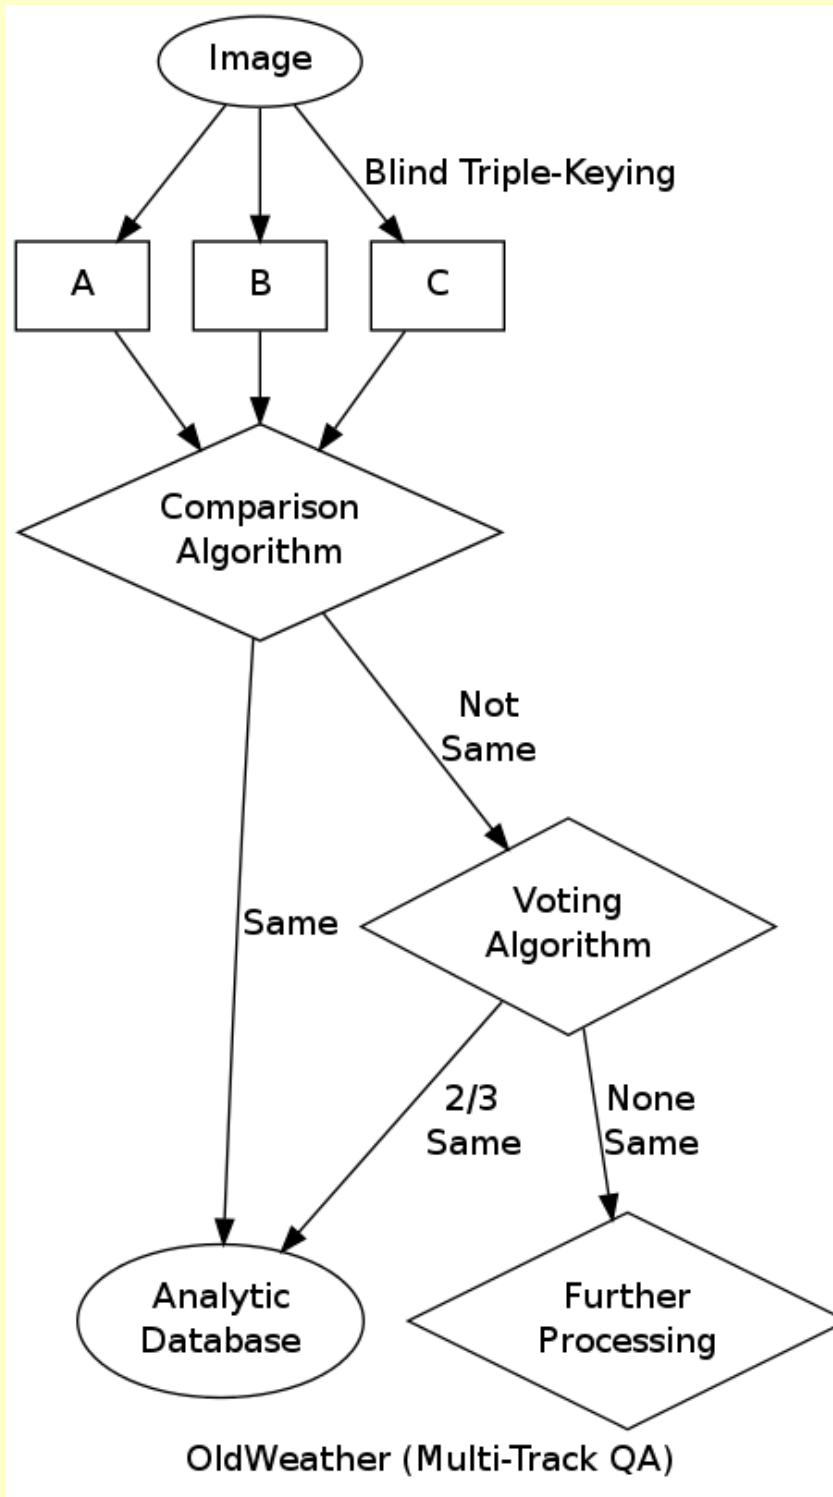 Image
Blind Triple-Keying
A
B
C
Comparison
Algorithm
Not
Same
Same
Voting
Algorithm
2/3
Same
None
Same
Analytic
Database
Further
Processing
OldWeather (Multi-Track QA)